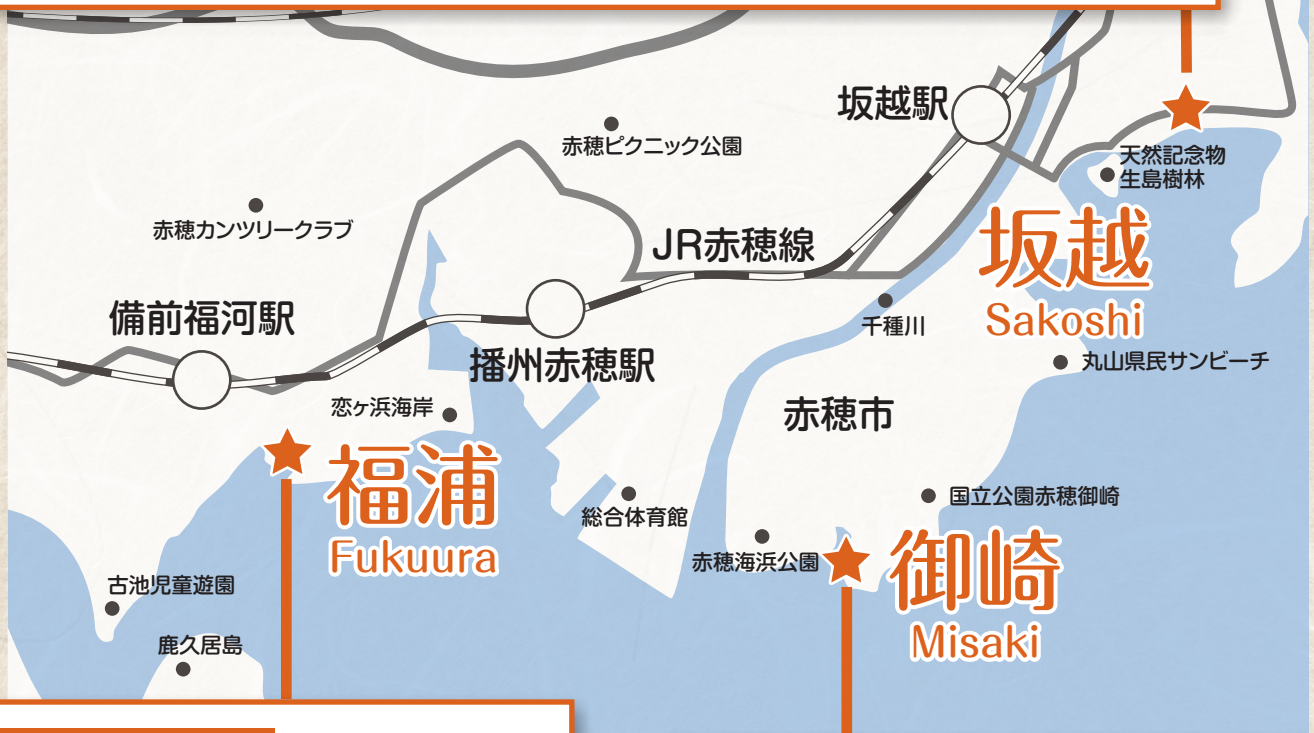 坂越駅
赤穂ピクニック公園
天然記念物
生島樹林
赤穂カンツリークラブ
JR赤穂線
坂越
Sakoshi
備前福河駅
千種川
播州赤穂駅
丸山県民サンビーチ
恋ヶ浜海岸
赤穂市
福浦
Fukuura
総合体育館
国立公園赤穂御崎
赤穂海浜公園
御崎
Misaki
古池児童遊園
鹿久居島